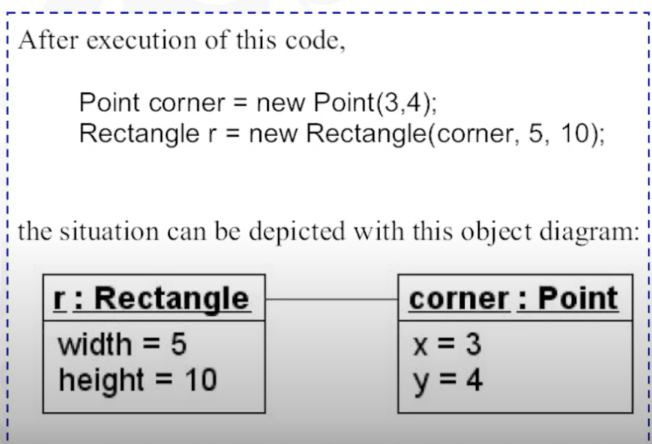 After execution of this code,
Point corner = new Point(3,4);
Rectangle r = new Rectangle(corner, 5, 10);
the situation can be depicted with this object diagram:
r : Rectangle
width = 5
height = 10
corner : Point
x = 3
y = 4